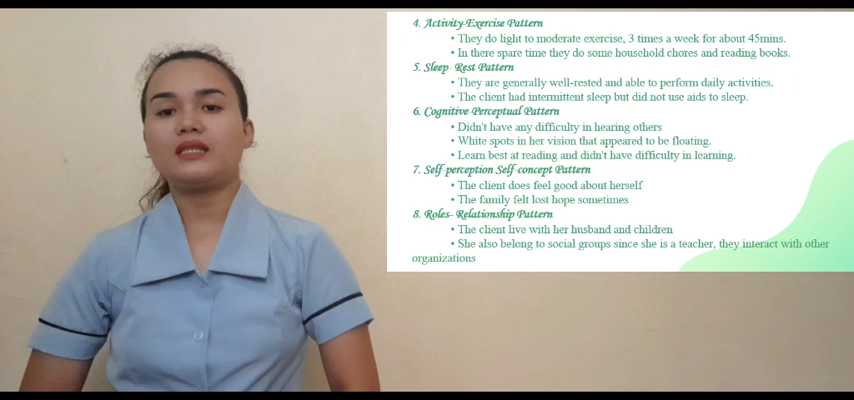 4. Activity-Exercise Pattern
• They do light to moderate exercise, 3 times a week for about 45mins.
• In there spare time they do some household chores and reading books.
5. Sleep- Rest Pattern
• They are generally well-rested and able to perform daily activities.
• The client had intermittent sleep but did not use aids to sleep.
6. Cognitive-Perceptual Pattern
• Didn't have any difficulty in hearing others
• White spots in her vision that appeared to be floating.
• Learn best at reading and didn't have difficulty in learning.
7. Self-perception Self-concept Pattern
• The client does feel good about herself
• The family felt lost hope sometimes
8. Roles- Relationship Pattern
• The client live with her husband and children
• She also belong to social groups since she is a teacher, they interact with other
organizations